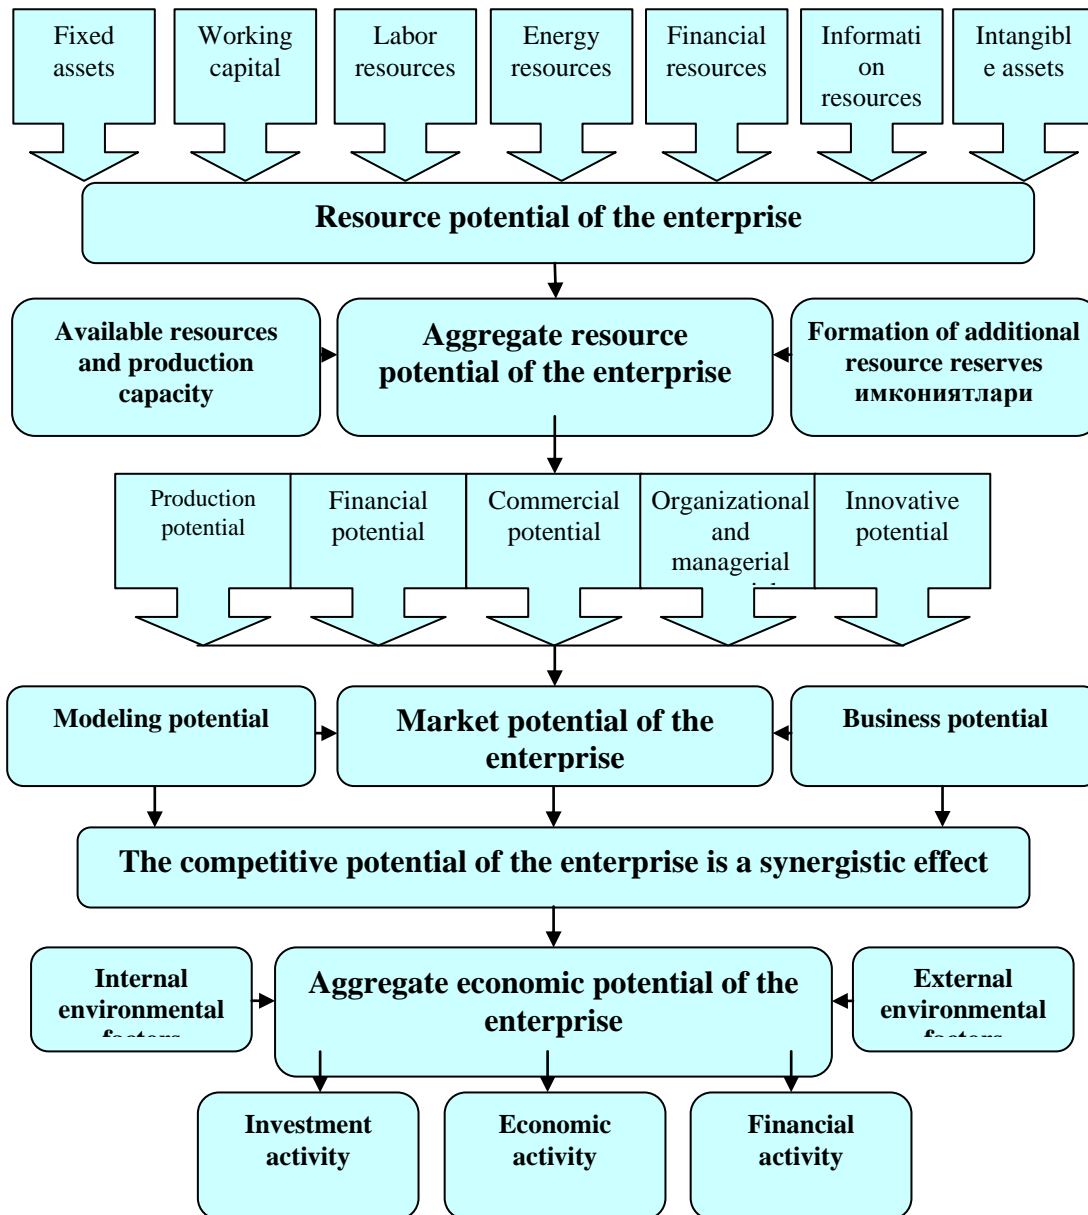 Fixed
assets
Working
capital
Labor
resources
Energy
resources
Financial
resources
Informati
on
resources
Intangibl
e assets
Resource potential of the enterprise
Available resources
and production
capacity
Aggregate resource
potential of the enterprise
Formation of additional
resource reserves
имкониятлари
Production
potential
Financial
potential
Commercial
potential
Organizational
and
managerial
Innovative
potential
Modeling potential
Market potential of the
enterprise
Business potential
The competitive potential of the enterprise is a synergistic effect
Internal
environmental
factors
Aggregate economic potential of the
enterprise
External
environmental
factors
Investment
activity
Economic
activity
Financial
activity